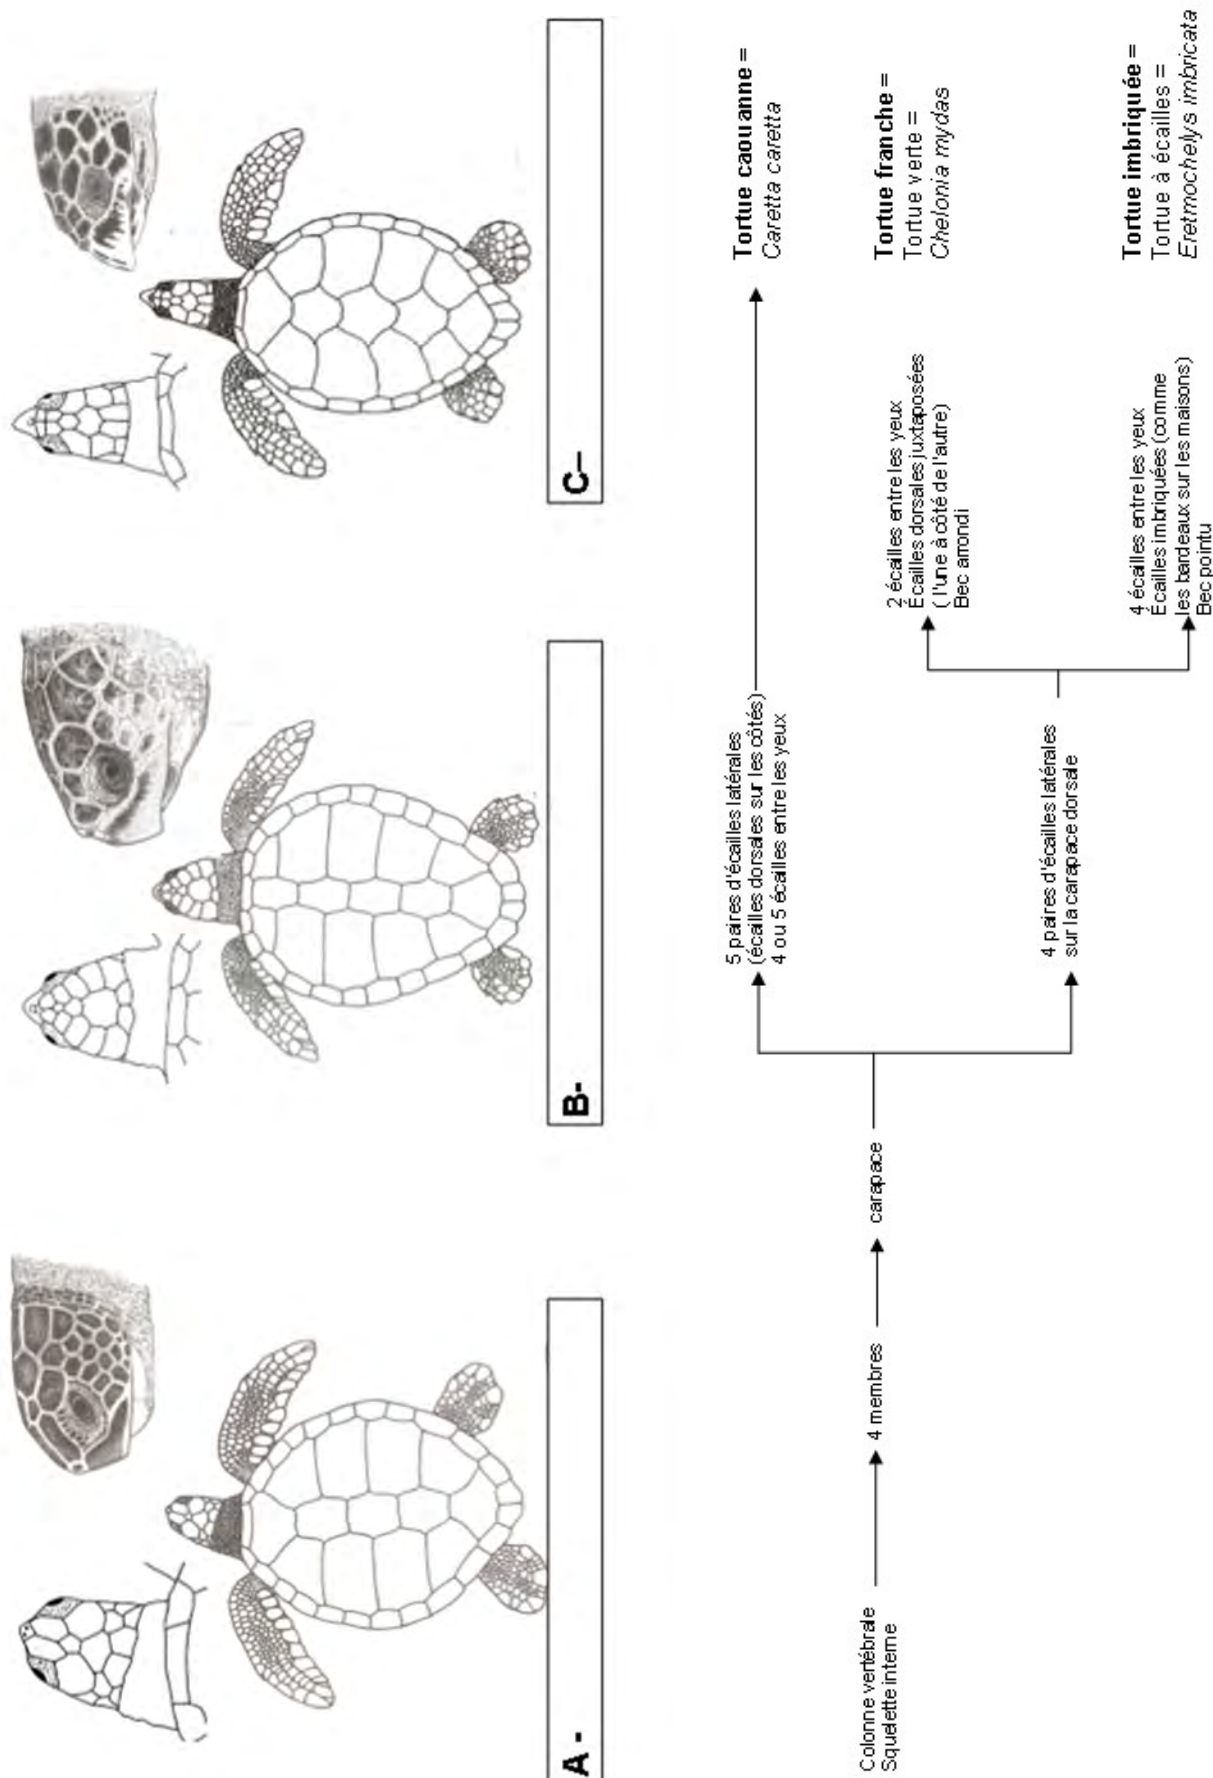 A -
B-
C–
Colonne vertébrale
Squelette interne
4 membres
carapace
5 paires d'écailles latérales
(écailles dorsales sur les côtés)
4 ou 5 écailles entre les yeux
4 paires d'écailles latérales
sur la carapace dorsale
2 écailles entre les yeux
Écailles dorsales juxtaposées
( l'une à côté de l'autre)
Bec arrondi
4 écailles entre les yeux
Écailles imbriquées (comme
les bardeaux sur les maisons)
Bec pointu
Tortue caouanne =
Caretta caretta
Tortue franche =
Tortue verte =
Chelonia mydas
Tortue imbriquée =
Tortue à écailles =
Eretmochelys imbricata